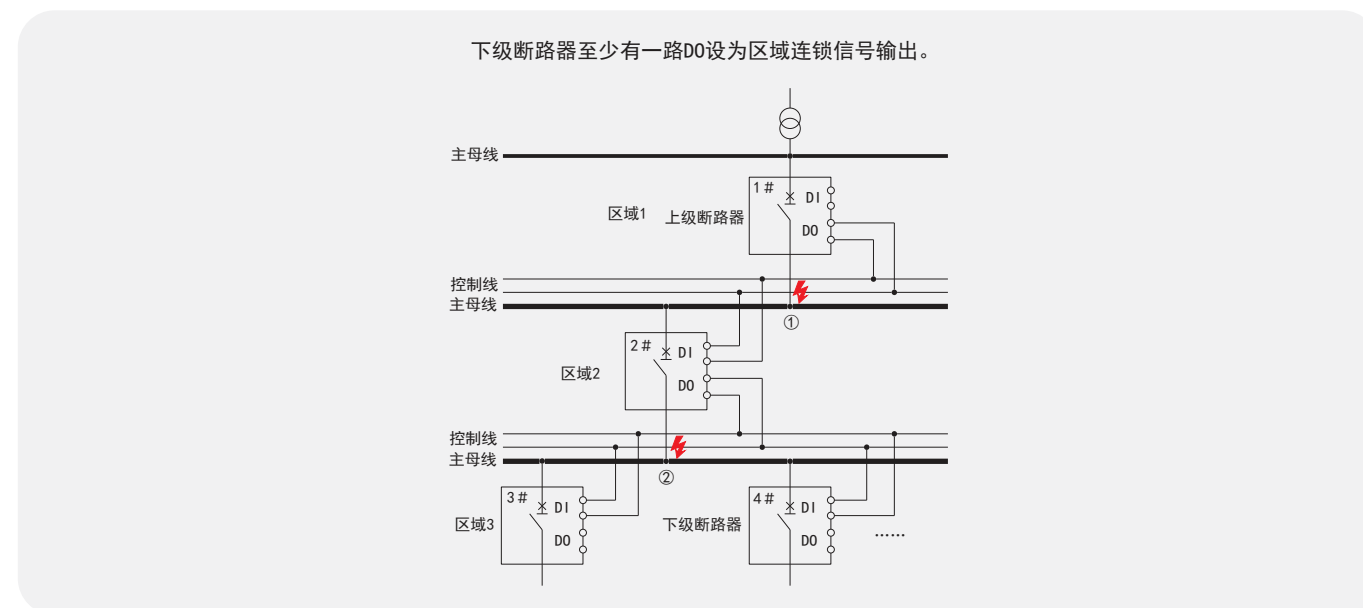 下级断路器至少有一路DO设为区域连锁信号输出。
主母线
1# DI
区域1 上级断路器
DO
控制线
主母线
①
2# DI
区域2
DO
控制线
主母线
②
3# DI 4# DI
区域3 下级断路器
DO DO ……